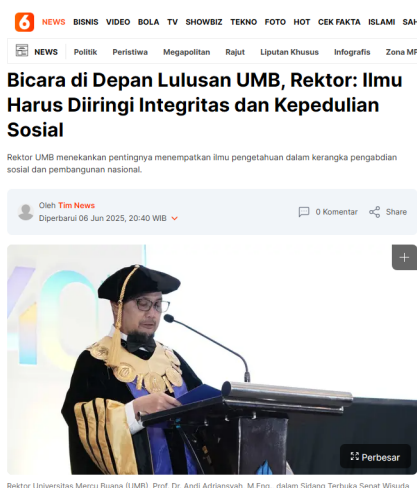 6 NEWS BISNIS VIDEO BOLA TV SHOWBIZ TEKNO FOTO HOT CEK FAKTA ISLAMI SAH
NEWS Politik Peristiwa Megapolitan Rajut Liputan Khusus Infografis Zona MP
Bicara di Depan Lulusan UMB, Rektor: Ilmu
Harus Diiringi Integritas dan Kepedulian
Sosial
Rektor UMB menekankan pentingnya menempatkan ilmu pengetahuan dalam kerangka pengabdian
sosial dan pembangunan nasional.
Oleh Tim News
Diperbarui 06 Jun 2025, 20:40 WIB
0 Komentar Share
Perbesar
Rektor Universitas Mercu Buana (UMB), Prof. Dr. Andi Adriansyah, M.Eng., dalam Sidang Terbuka Senat Wisuda